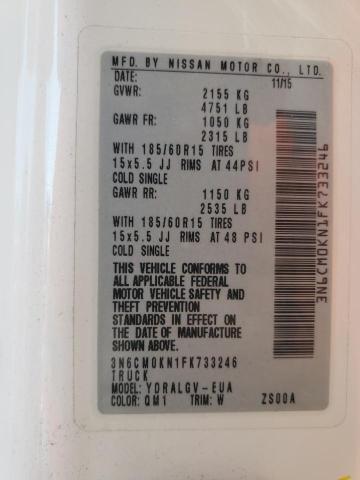 MFD. BY NISSAN MOTOR CO., LTD.
DATE: 11/15
GVWR: 2155 KG
4751 LB
GAWR FR: 1050 KG
2315 LB
WITH 185/60R15 TIRES
15x5.5 JJ RIMS AT 44PSI
COLD SINGLE
GAWR RR: 1150 KG
2535 LB
WITH 185/60R15 TIRES
15x5.5 JJ RIMS AT 48 PSI
COLD SINGLE
THIS VEHICLE CONFORMS TO
ALL APPLICABLE FEDERAL
MOTOR VEHICLE SAFETY AND
THEFT PREVENTION
STANDARDS IN EFFECT ON
THE DATE OF MANUFACTURE
SHOWN ABOVE.
3N6CM0KN1FK733246
TRUCK
MODEL: YDRALGV-EUA
COLOR: QM1 TRIM: W ZS00A
3N6CM0KN1FK733246